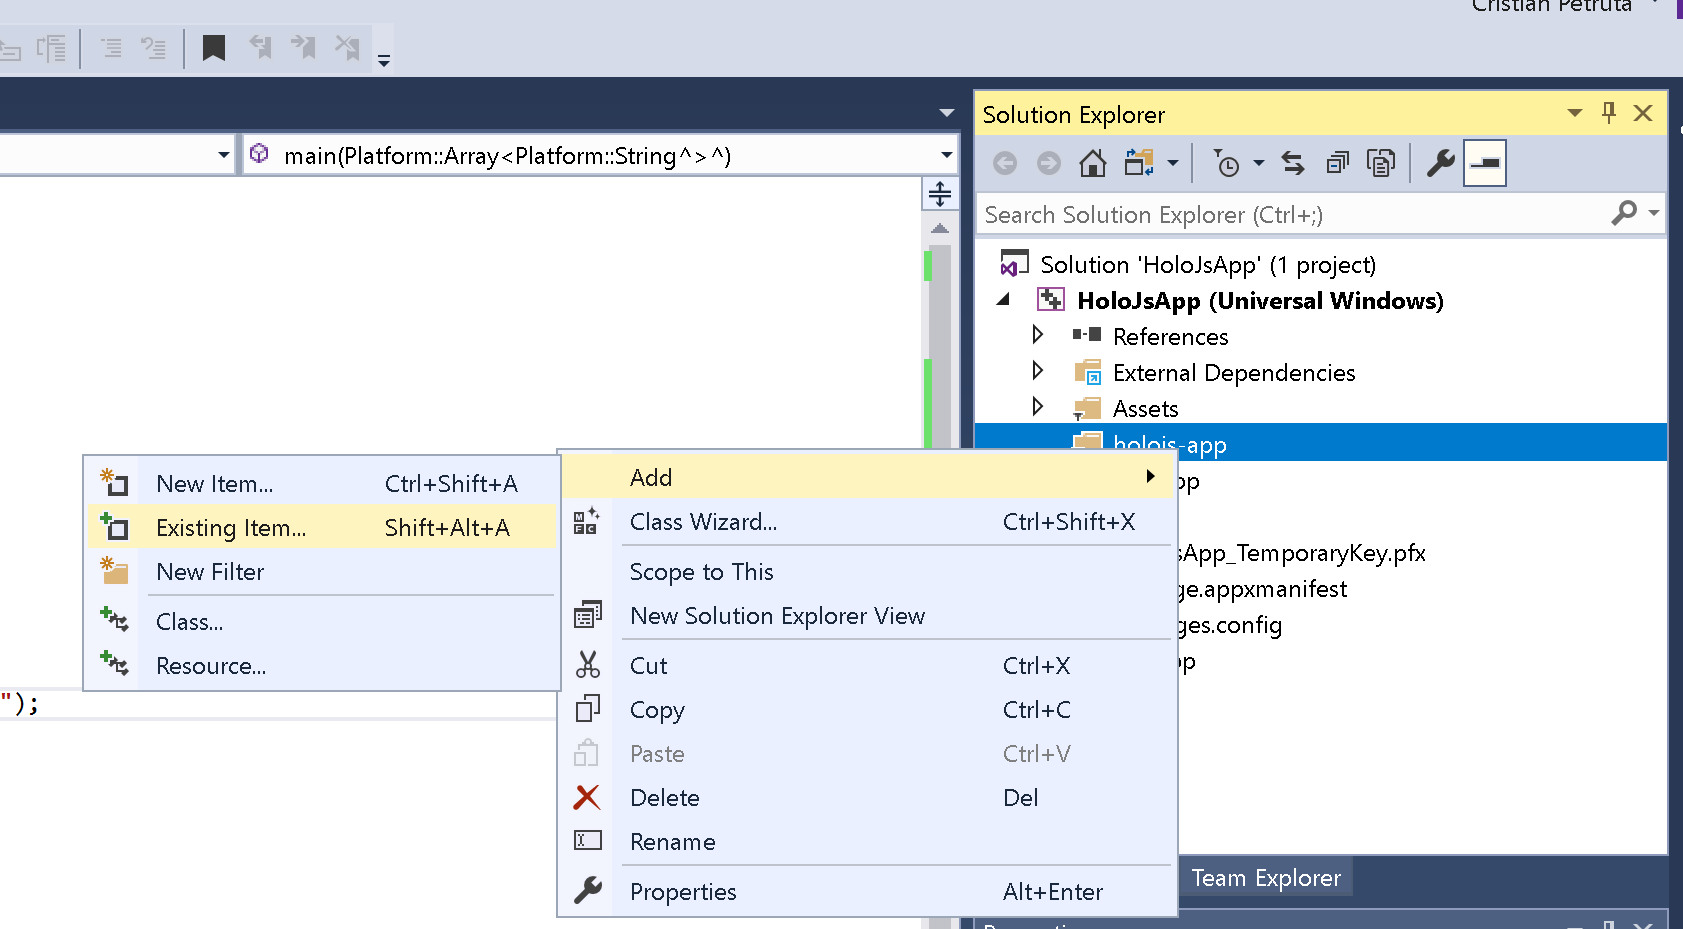 Cristian Petruta
Solution Explorer
main(Platform::Array<Platform::String^>^)
Search Solution Explorer (Ctrl+;)
Solution 'HoloJsApp' (1 project)
HoloJsApp (Universal Windows)
References
External Dependencies
Assets
holojs-app
pp
sApp_TemporaryKey.pfx
ge.appxmanifest
ges.config
pp
Add
Class Wizard... Ctrl+Shift+X
Scope to This
New Solution Explorer View
Cut Ctrl+X
Copy Ctrl+C
Paste Ctrl+V
Delete Del
Rename
Properties Alt+Enter
New Item... Ctrl+Shift+A
Existing Item... Shift+Alt+A
New Filter
Class...
Resource...
");
Team Explorer